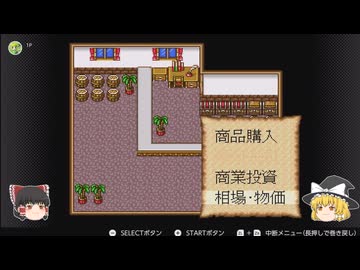 1P
商品購入
商業投資
相場・物価
SELECTボタン
STARTボタン
中断メニュー(長押しで巻き戻し)